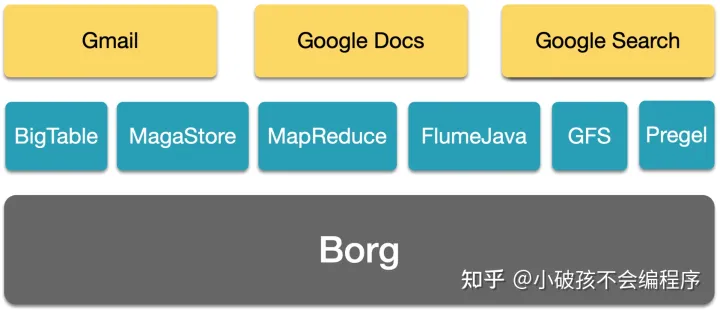 Gmail Google Docs Google Search
BigTable MagaStore MapReduce FlumeJava GFS Pregel
Borg
知乎 @小破孩不会编程序